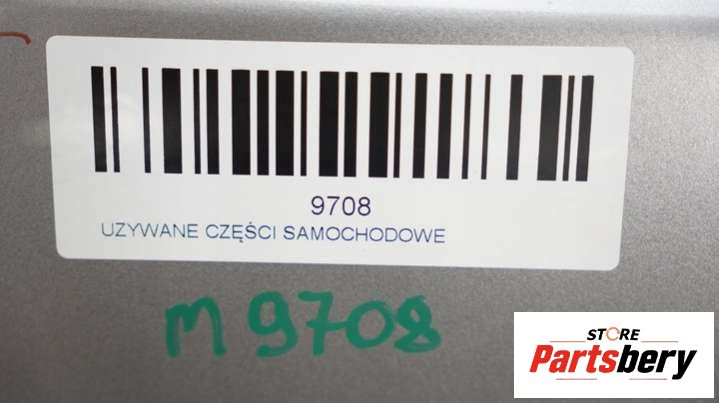 9708
UZYWANE CZĘŚCI SAMOCHODOWE
M 9708
STORE
Partsbery